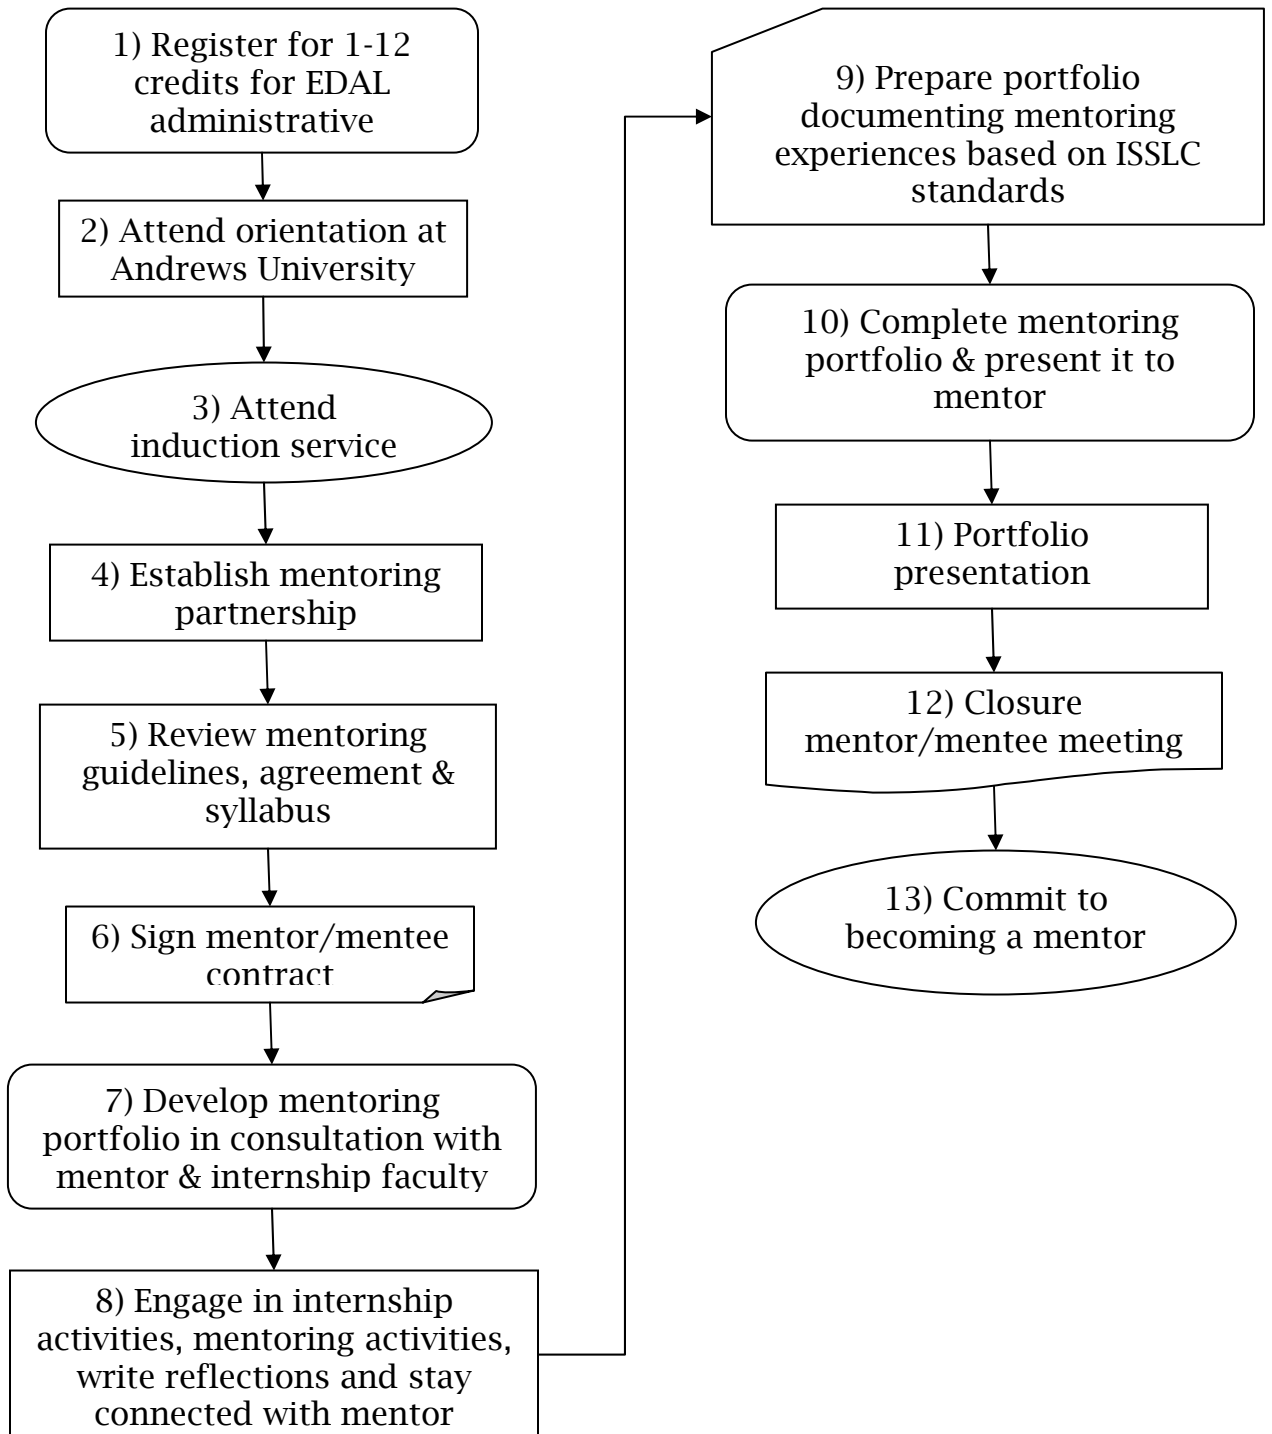 1) Register for 1-12
credits for EDAL
administrative
2) Attend orientation at
Andrews University
3) Attend
induction service
4) Establish mentoring
partnership
5) Review mentoring
guidelines, agreement &
syllabus
6) Sign mentor/mentee
contract
7) Develop mentoring
portfolio in consultation with
mentor & internship faculty
8) Engage in internship
activities, mentoring activities,
write reflections and stay
connected with mentor
9) Prepare portfolio
documenting mentoring
experiences based on ISSLC
standards
10) Complete mentoring
portfolio & present it to
mentor
11) Portfolio
presentation
12) Closure
mentor/mentee meeting
13) Commit to
becoming a mentor